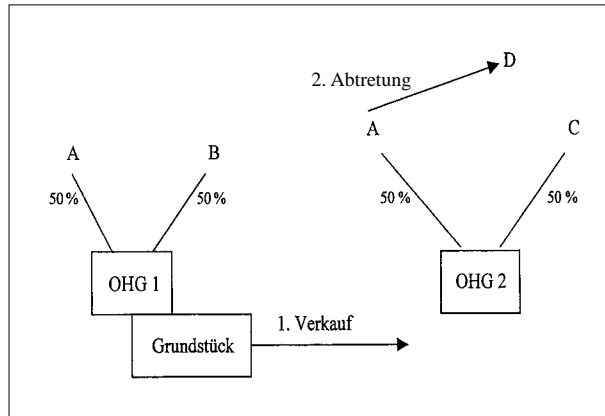 D
2. Abtretung
A B A C
50 % 50 % 50 % 50 %
OHG 1 OHG 2
1. Verkauf
Grundstück